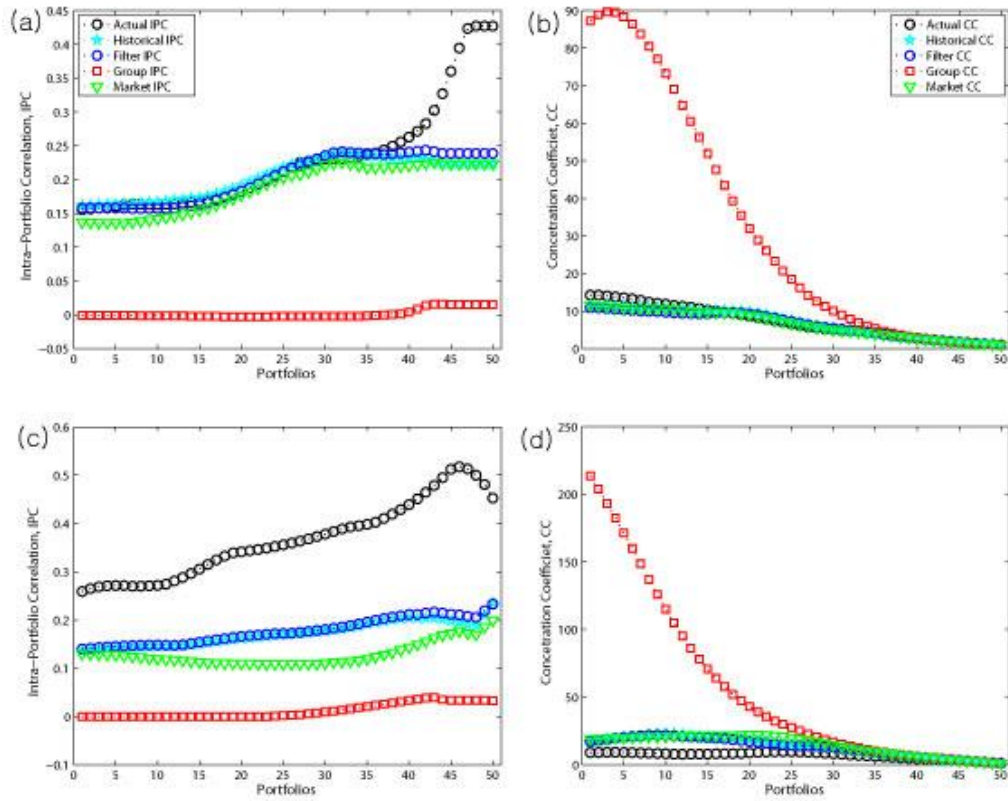 (a)
Actual IPC
Historical IPC
Filter IPC
Group IPC
Market IPC
Intra-Portfolio Correlation, IPC
0.45
0.4
0.35
0.3
0.25
0.2
0.15
0.1
0.05
0
-0.05
0 5 10 15 20 25 30 35 40 45 50
Portfolios
(b)
Actual CC
Historical CC
Filter CC
Group CC
Market CC
Concetration Coefficiet, CC
90
80
70
60
50
40
30
20
10
0
0 5 10 15 20 25 30 35 40 45 50
Portfolios
(c)
Intra-Portfolio Correlation, IPC
0.6
0.5
0.4
0.3
0.2
0.1
0
-0.1
0 5 10 15 20 25 30 35 40 45 50
Portfolios
(d)
Concetration Coefficiet, CC
250
200
150
100
50
0
0 5 10 15 20 25 30 35 40 45 50
Portfolios